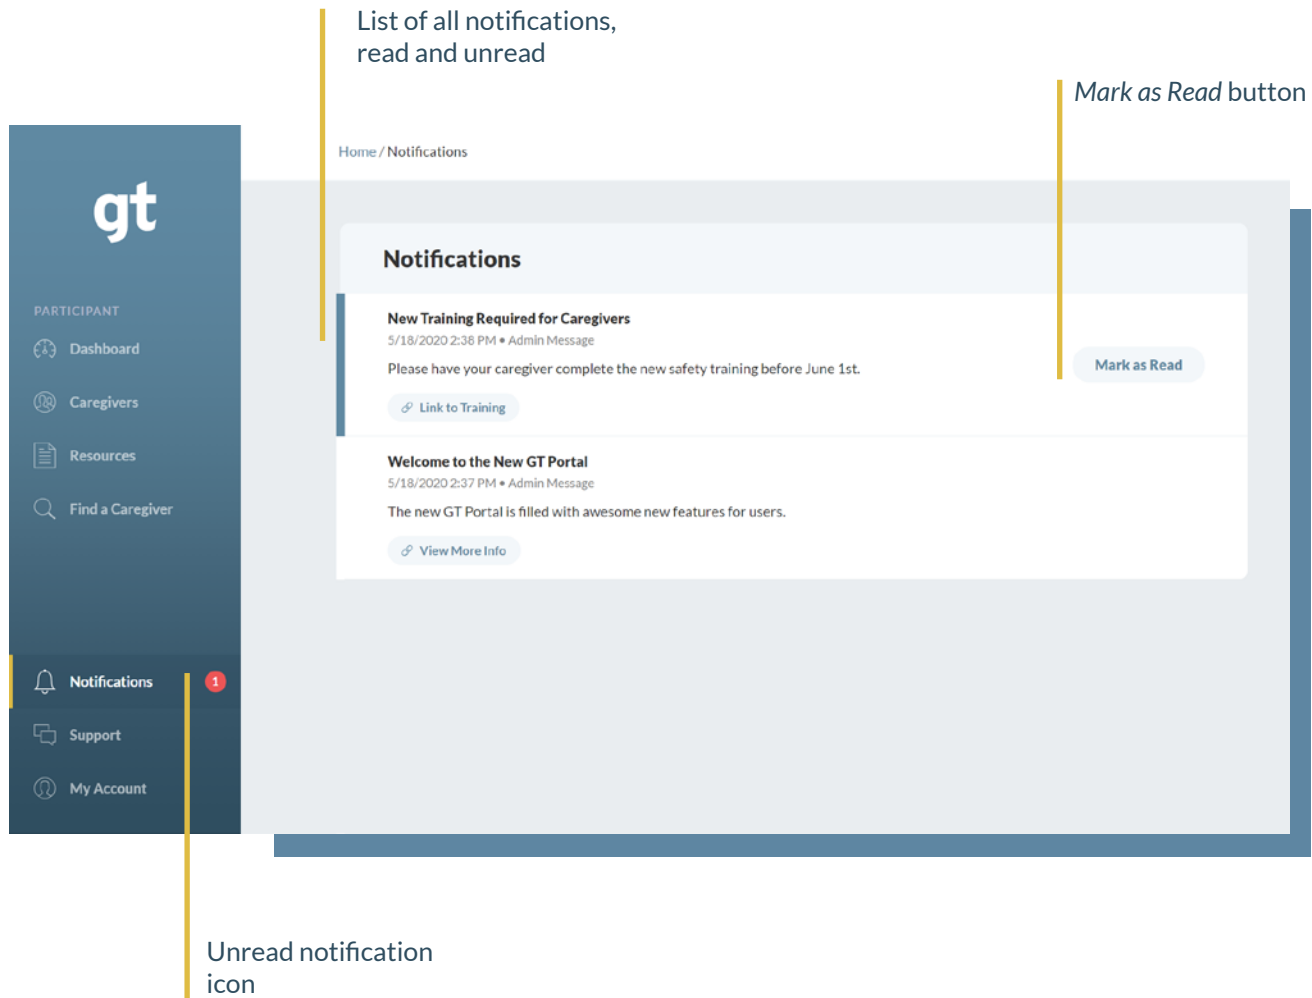 List of all notifications,
read and unread
Mark as Read button
Home / Notifications
gt
PARTICIPANT
Dashboard
Caregivers
Resources
Find a Caregiver
Notifications
1
Support
My Account
Notifications
New Training Required for Caregivers
5/18/2020 2:38 PM • Admin Message
Please have your caregiver complete the new safety training before June 1st.
Link to Training
Mark as Read
Welcome to the New GT Portal
5/18/2020 2:37 PM • Admin Message
The new GT Portal is filled with awesome new features for users.
View More Info
Unread notification
icon